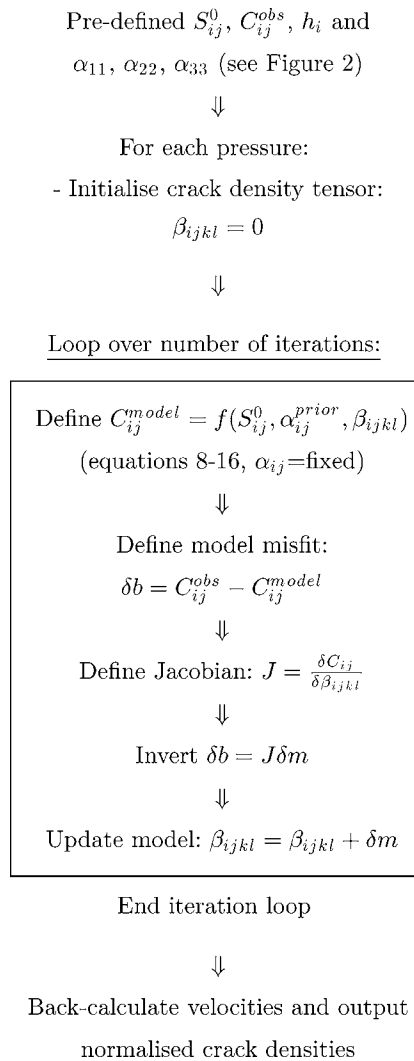 Pre-defined $S_{ij}^{0}$, $C_{ij}^{obs}$, $h_i$ and
$\alpha_{11}$, $\alpha_{22}$, $\alpha_{33}$ (see Figure 2)
⇓
For each pressure:
- Initialise crack density tensor:
$\beta_{ijkl} = 0$
⇓
Loop over number of iterations:
Define $C_{ij}^{model} = f(S_{ij}^{0}, \alpha_{ij}^{prior}, \beta_{ijkl})$
(equations 8-16, $\alpha_{ij}$=fixed)
⇓
Define model misfit:
$\delta b = C_{ij}^{obs} - C_{ij}^{model}$
⇓
Define Jacobian: $J = \frac{\delta C_{ij}}{\delta \beta_{ijkl}}$
⇓
Invert $\delta b = J \delta m$
⇓
Update model: $\beta_{ijkl} = \beta_{ijkl} + \delta m$
End iteration loop
⇓
Back-calculate velocities and output
normalised crack densities